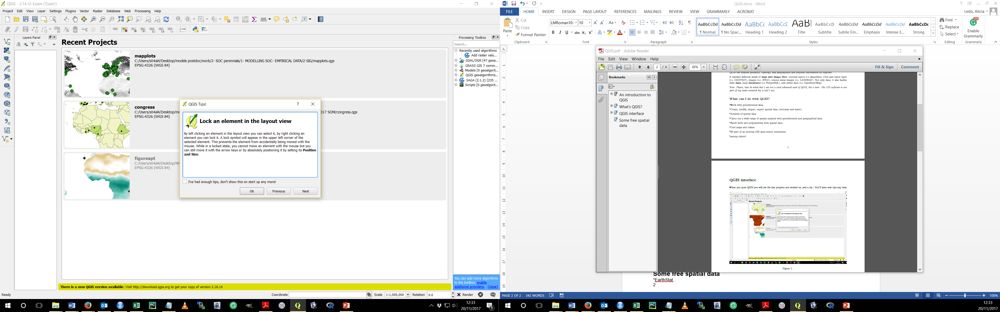 QGIS - 2.14.12-Essen ('Essen')
Project Edit View Layer Settings Plugins Vector Raster Database Web Processing Help
Layers Panel
Recent Projects
mapplots
C:/Users/s04al4/Desktop/models postdoc/work/2- SOC perennials/1- MODELLING SOC- EMPIRICAL DATA/2-SIG/mapplots.qgs
EPSG:4326 (WGS 84)
congress
C:/Users/s04al4/Desktop/mo
017 SOM/congress.qgs
EPSG:4326 (WGS 84)
figureapt
C:/Users/s04al4/Desktop/MA
EPSG:4326 (WGS 84)
QGIS Tips!
Lock an element in the layout view
By left clicking an element in the layout view you can select it, by right clicking an
element you can lock it. A lock symbol will appear in the upper left corner of the
selected element. This prevents the element from accidentally being moved with the
mouse. While in a locked state, you cannot move an element with the mouse but you
can still move it with the arrow keys or by absolutely positioning it by setting its Position
and Size.
I've had enough tips, don't show this on start up any more!
OK Previous Next
Processing Toolbox
Search...
Recently used algorithms
Add raster valu...
GDAL/OGR [47 geoa...
GRASS GIS 7 comm...
Models [0 geoalgorit...
QGIS geoalgorithms...
SAGA (2.1.2) [235 ...
Scripts [0 geoalgorit...
You can add more algorithms
to the toolbox, enable
additional providers. [close]
There is a new QGIS version available: Visit http://download.qgis.org to get your copy of version 2.18.14
Ready
Coordinate Scale 1:1,000,000 Rotation 0.0 Render
12:33
20/11/2017
QGIS.docx - Word
FILE HOME INSERT DESIGN PAGE LAYOUT REFERENCES MAILINGS REVIEW VIEW GRAMMARLY ACROBAT
Ledo, Alicia
Paste
Cut
Copy
Format Painter
Clipboard
LMRoman10- 10
Font
Paragraph
AaBbCcDd AaBbCcDd AaBbCc AaBbCcD AaBl AaBbCcD AaBbCcDd AaBbCcDd AaBbCcDd AaBbCcDc
¶ Normal ¶ No Spac... Heading 1 Heading 2 Title Subtitle Subtle Em... Emphasis Intense E... Strong
Styles
Find
Replace
Select
Editing
Enable
Grammarly
Grammarly
QGIS.pdf - Adobe Reader
File Edit View Window Help
2 / 4 63%
Fill & Sign Comment
Bookmarks
An introduction to
QGIS
What's QGIS?
QGIS interface
Some free spatial
data
QGIS can analyse geometry, topology, and geographical and physical information all together.
It handles different kinds of map and image files: vectorial layers (i.e shapefiles), Grid and raster layer
(i.e. GEOTIFF), images (i.e. JPEG), remote sense images (i.e. LANDSAT). Not only data, it also hadles
text data, large databases (i.e PostgreSQL), and online data (i.e. OpenSteetMap)
Note: Please, bear in mind that I am not a total advanced used of QGIS, but a user. The GIS software is not
part of my main research but a tool I use
What can I do with QGIS?
*Work with georeferenced data
*Create, modify, import, export spatial data (vectorial and raster)
*Analysis of spatial data
*Carry out a wide range of spatial analysis with georeferenced and geographical data
*Batch work and programming with spatial data
*Cool maps and videos
*Be part of an exciting GIS open source community
*among others!
1
QGIS interface
When you open QGIS you will see the last projects you worked on, and a tip - You'll have new tips any time
Recent Projects
Lock an element in the layout view
Figure 1:
Some free spatial data
*EarthStat
2
PAGE 2 OF 2 342 WORDS
100%
12:33
20/11/2017